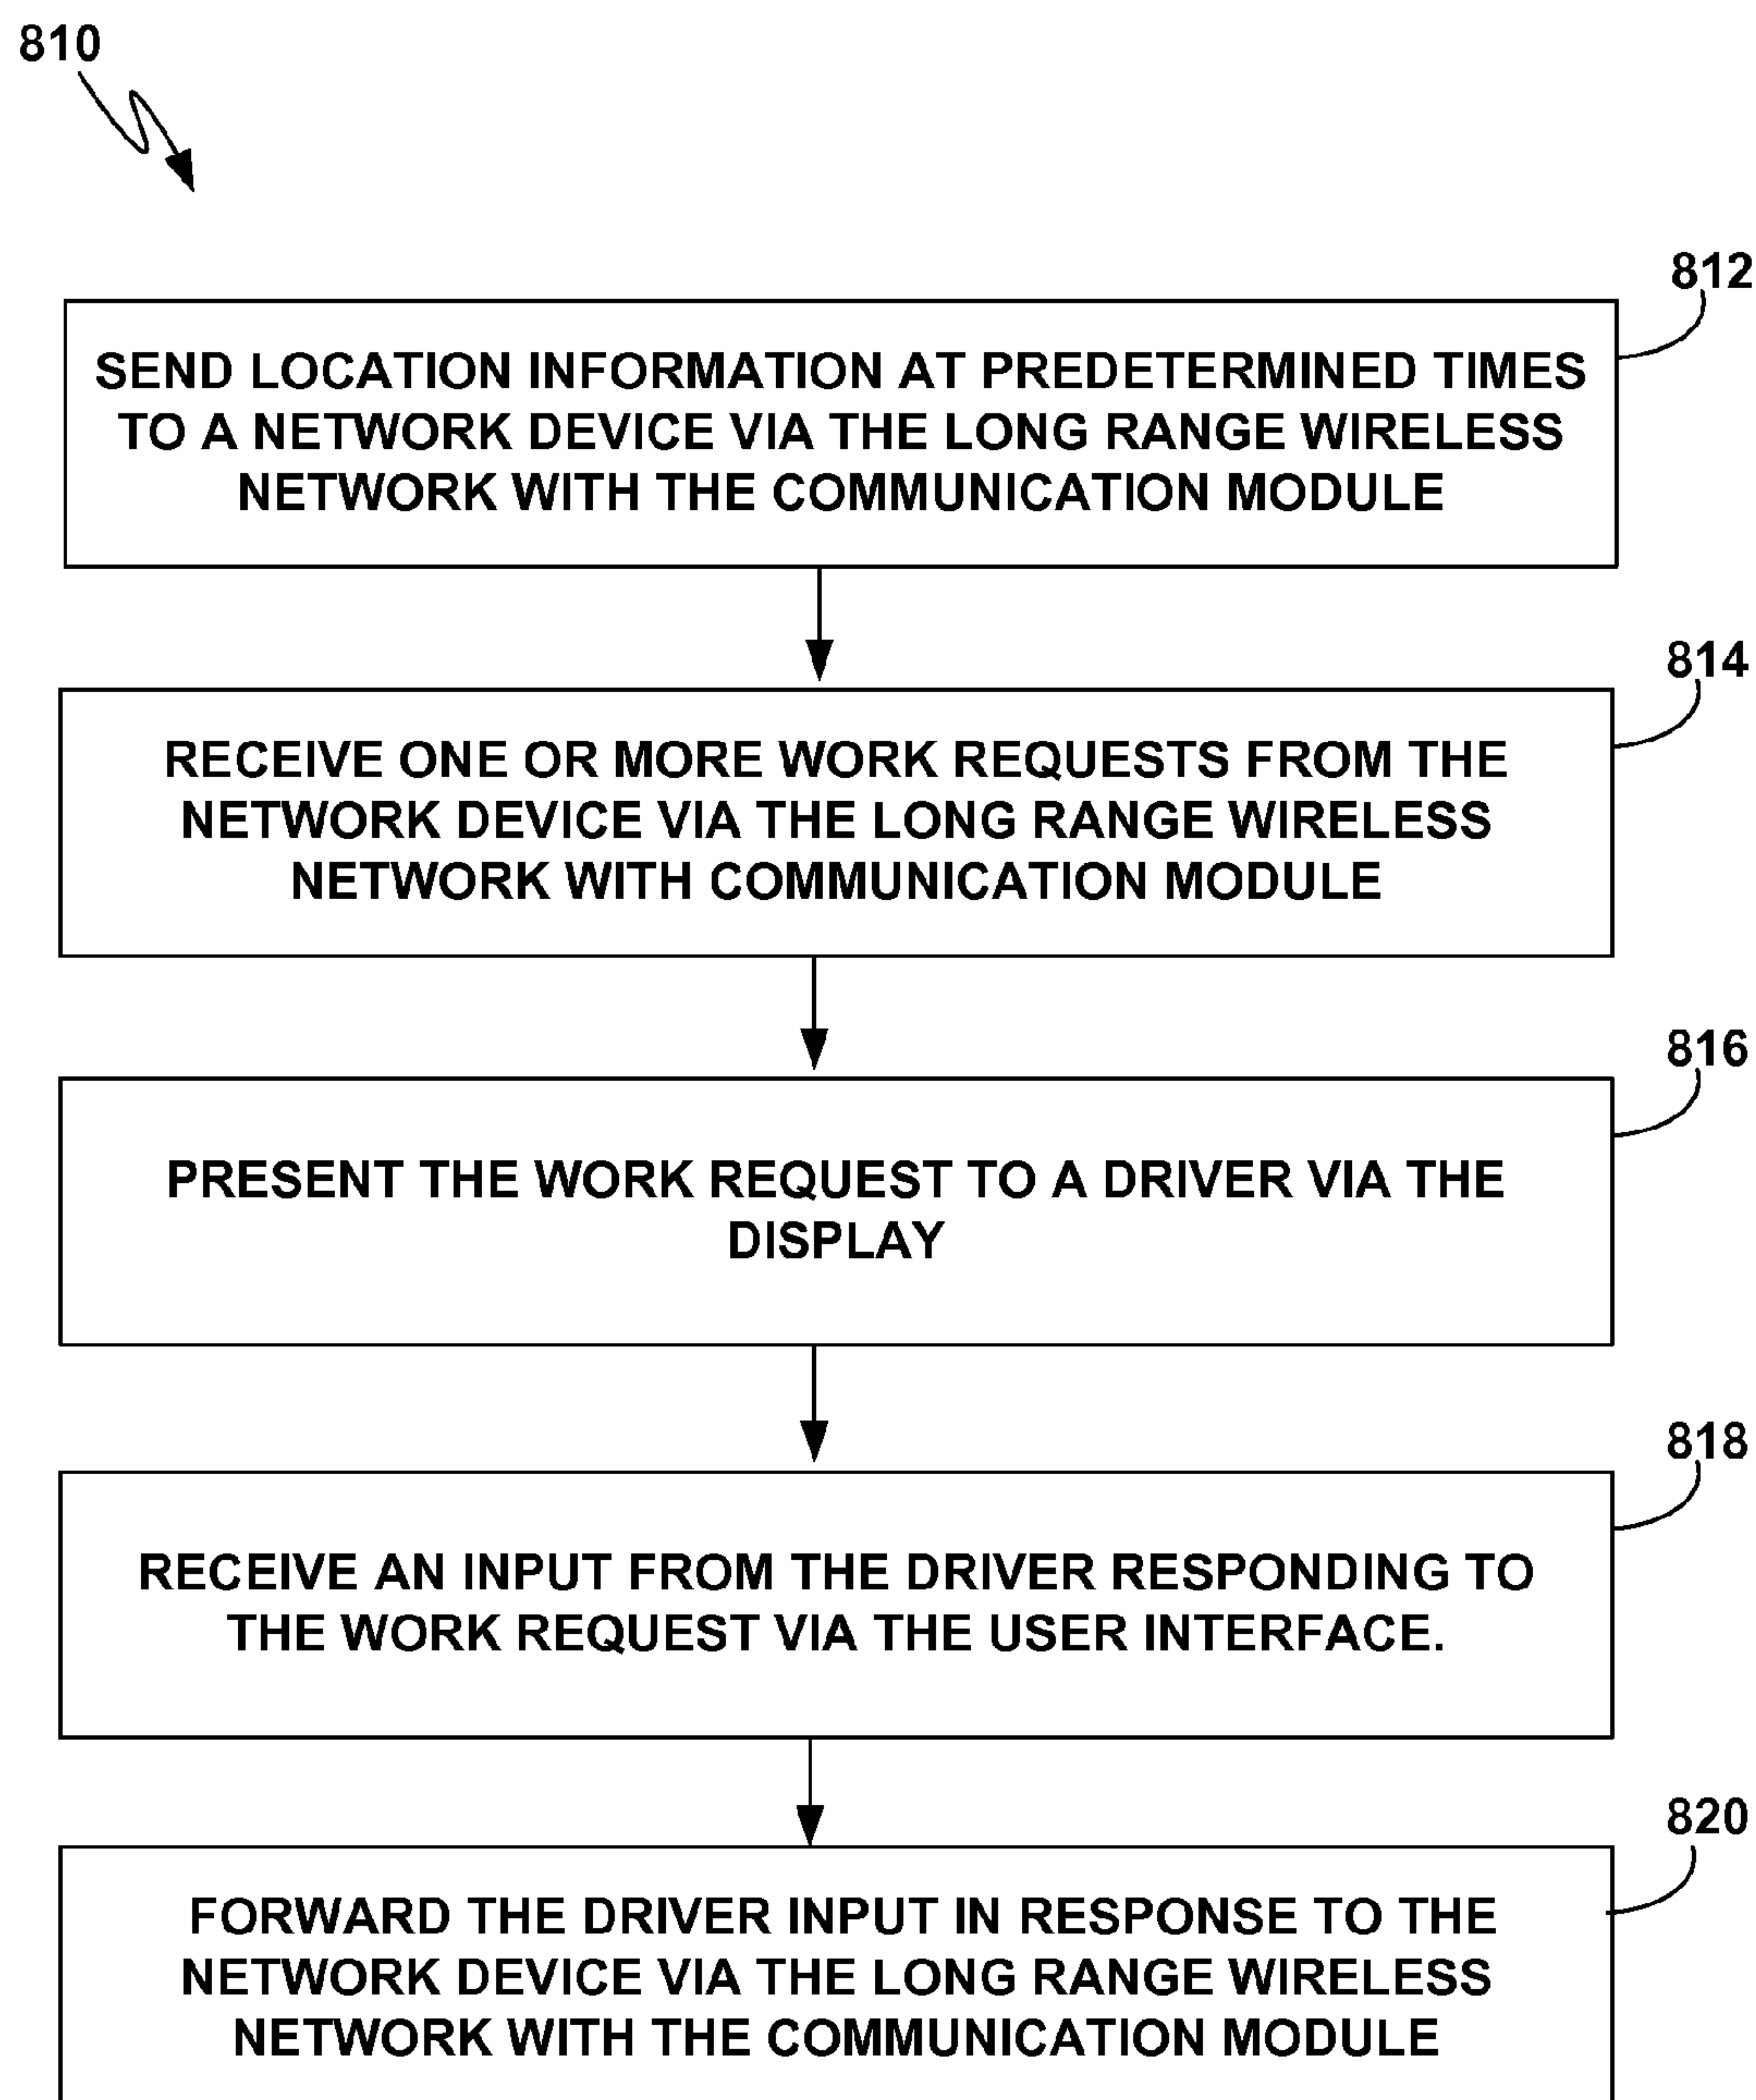 810
812
SEND LOCATION INFORMATION AT PREDETERMINED TIMES
TO A NETWORK DEVICE VIA THE LONG RANGE WIRELESS
NETWORK WITH THE COMMUNICATION MODULE
814
RECEIVE ONE OR MORE WORK REQUESTS FROM THE
NETWORK DEVICE VIA THE LONG RANGE WIRELESS
NETWORK WITH COMMUNICATION MODULE
816
PRESENT THE WORK REQUEST TO A DRIVER VIA THE
DISPLAY
818
RECEIVE AN INPUT FROM THE DRIVER RESPONDING TO
THE WORK REQUEST VIA THE USER INTERFACE.
820
FORWARD THE DRIVER INPUT IN RESPONSE TO THE
NETWORK DEVICE VIA THE LONG RANGE WIRELESS
NETWORK WITH THE COMMUNICATION MODULE